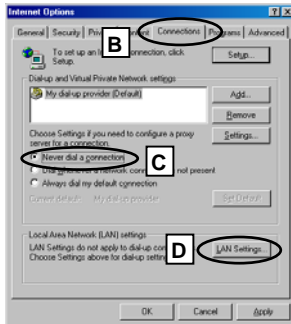 Internet Options
General Security Connections Programs Advanced
B
To set up an connection, click
Setup.
Setup...
Dial-up and Virtual Private Network settings
My dial-up provider (Default)
Add...
Remove
Choose Settings if you need to configure a proxy
server for a connection.
Settings...
Never dial a connection
C
Dial whenever a network not present
Always dial my default connection
Current default: My dial-up provider
Set Default
Local Area Network (LAN) settings
LAN Settings do not apply to dial-up
Choose Settings above for dial-up
D
LAN Settings...
OK Cancel Apply